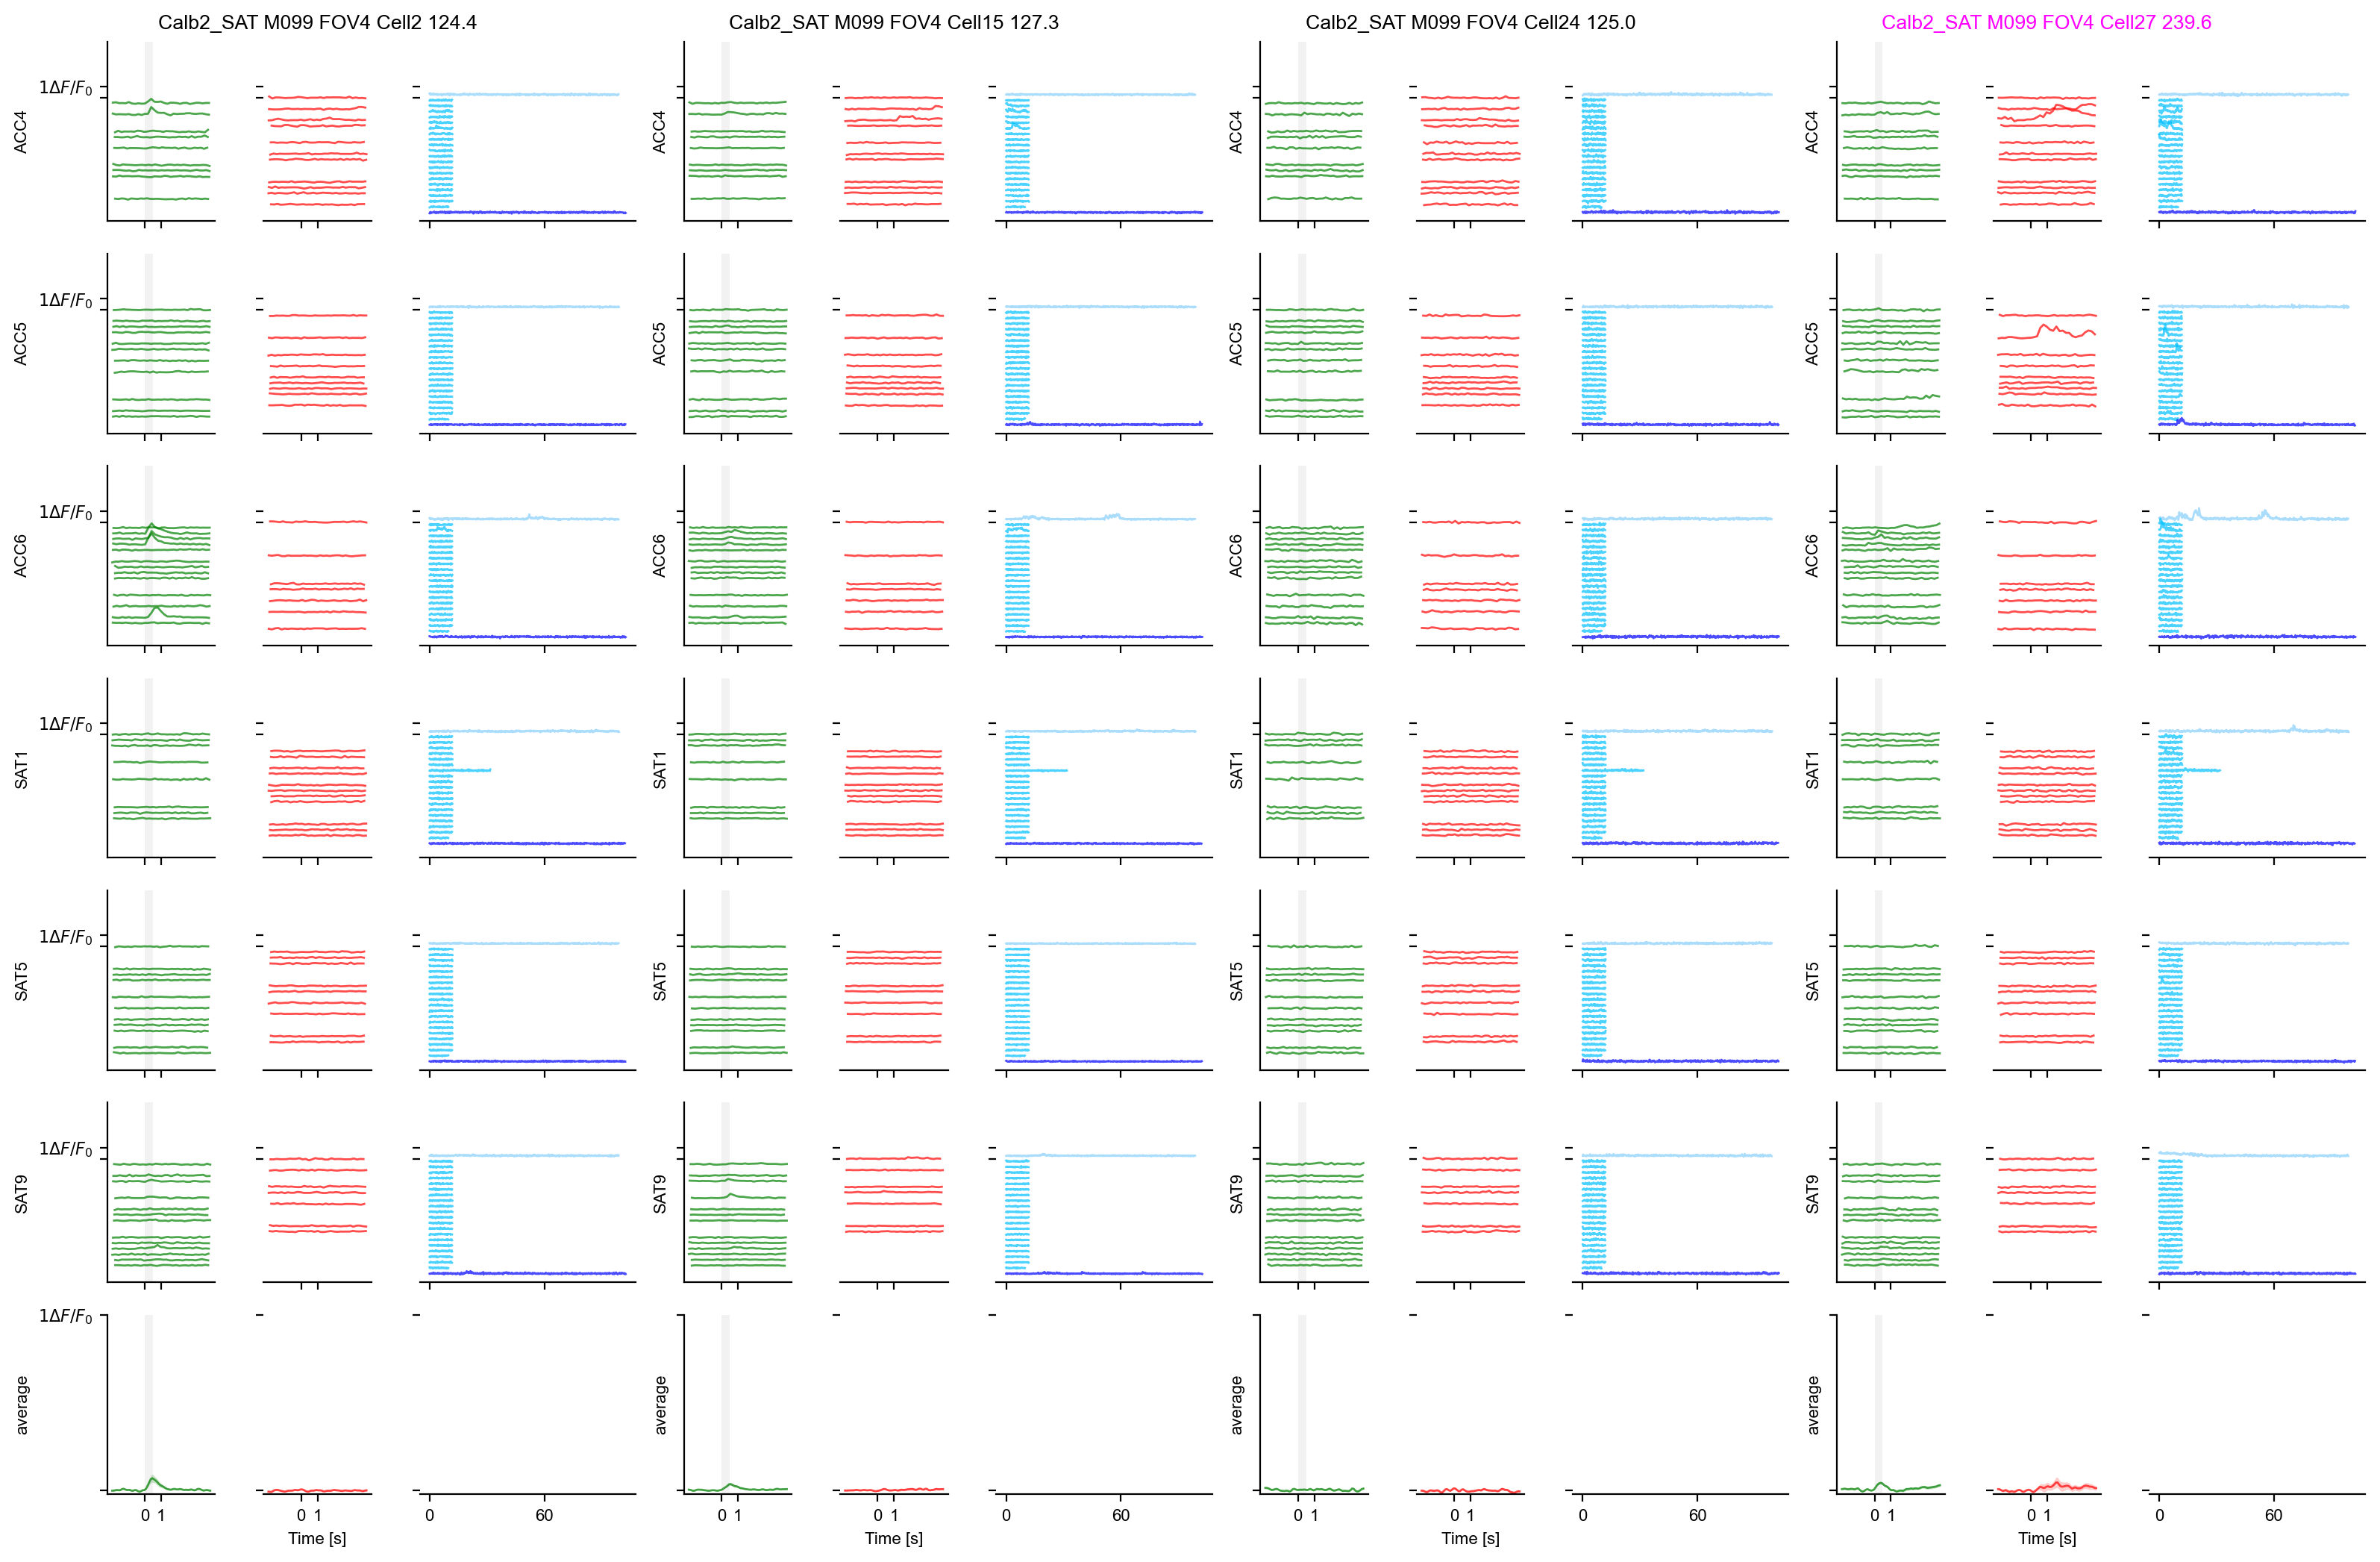 Calb2_SAT M099 FOV4 Cell2 124.4
Calb2_SAT M099 FOV4 Cell15 127.3
Calb2_SAT M099 FOV4 Cell24 125.0
Calb2_SAT M099 FOV4 Cell27 239.6
1ΔF/F₀
ACC4 ACC4 ACC4 ACC4
1ΔF/F₀
ACC5 ACC5 ACC5 ACC5
1ΔF/F₀
ACC6 ACC6 ACC6 ACC6
1ΔF/F₀
SAT1 SAT1 SAT1 SAT1
1ΔF/F₀
SAT5 SAT5 SAT5 SAT5
1ΔF/F₀
SAT9 SAT9 SAT9 SAT9
1ΔF/F₀
average average average average
0 1 0 1 0 60 0 1 0 1 0 60 0 1 0 1 0 60 0 1 0 1 0 60
Time [s] Time [s] Time [s] Time [s]